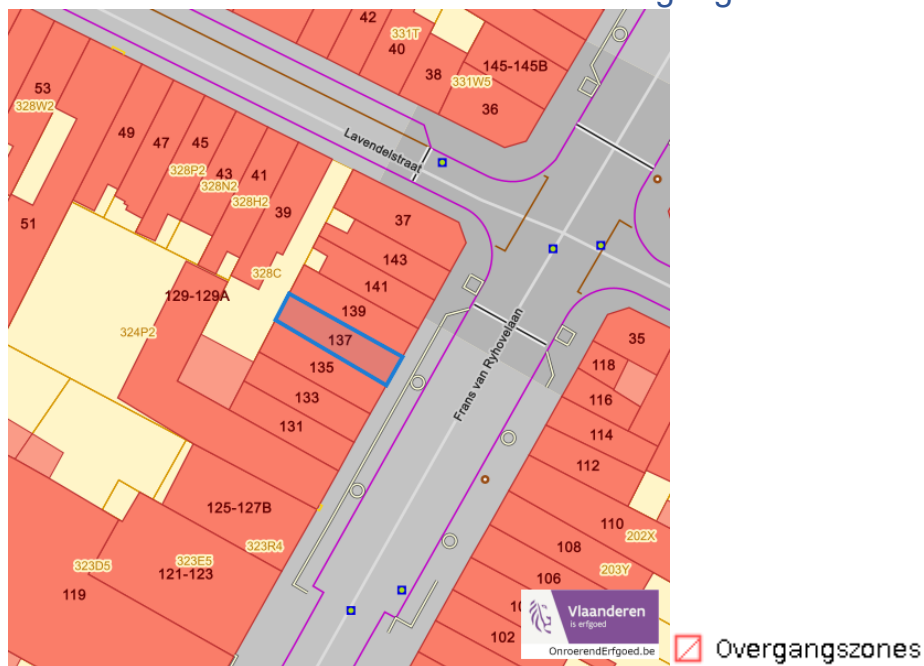 42
331T
40
145-145B
38
331W5
36
53
328W2
49
47
45
328P2
43
41
328N2
328H2
39
Lavendelstraat
51
37
143
328C
141
129-129A
139
324P2
137
135
133
131
Frans van Ryhovelaan
35
118
116
114
112
125-127B
110
202X
323R4
108
323E5
323D5
121-123
203Y
106
119
102
Vlaanderen
is erfgoed
OnroerendErfgoed.be
Overgangszones